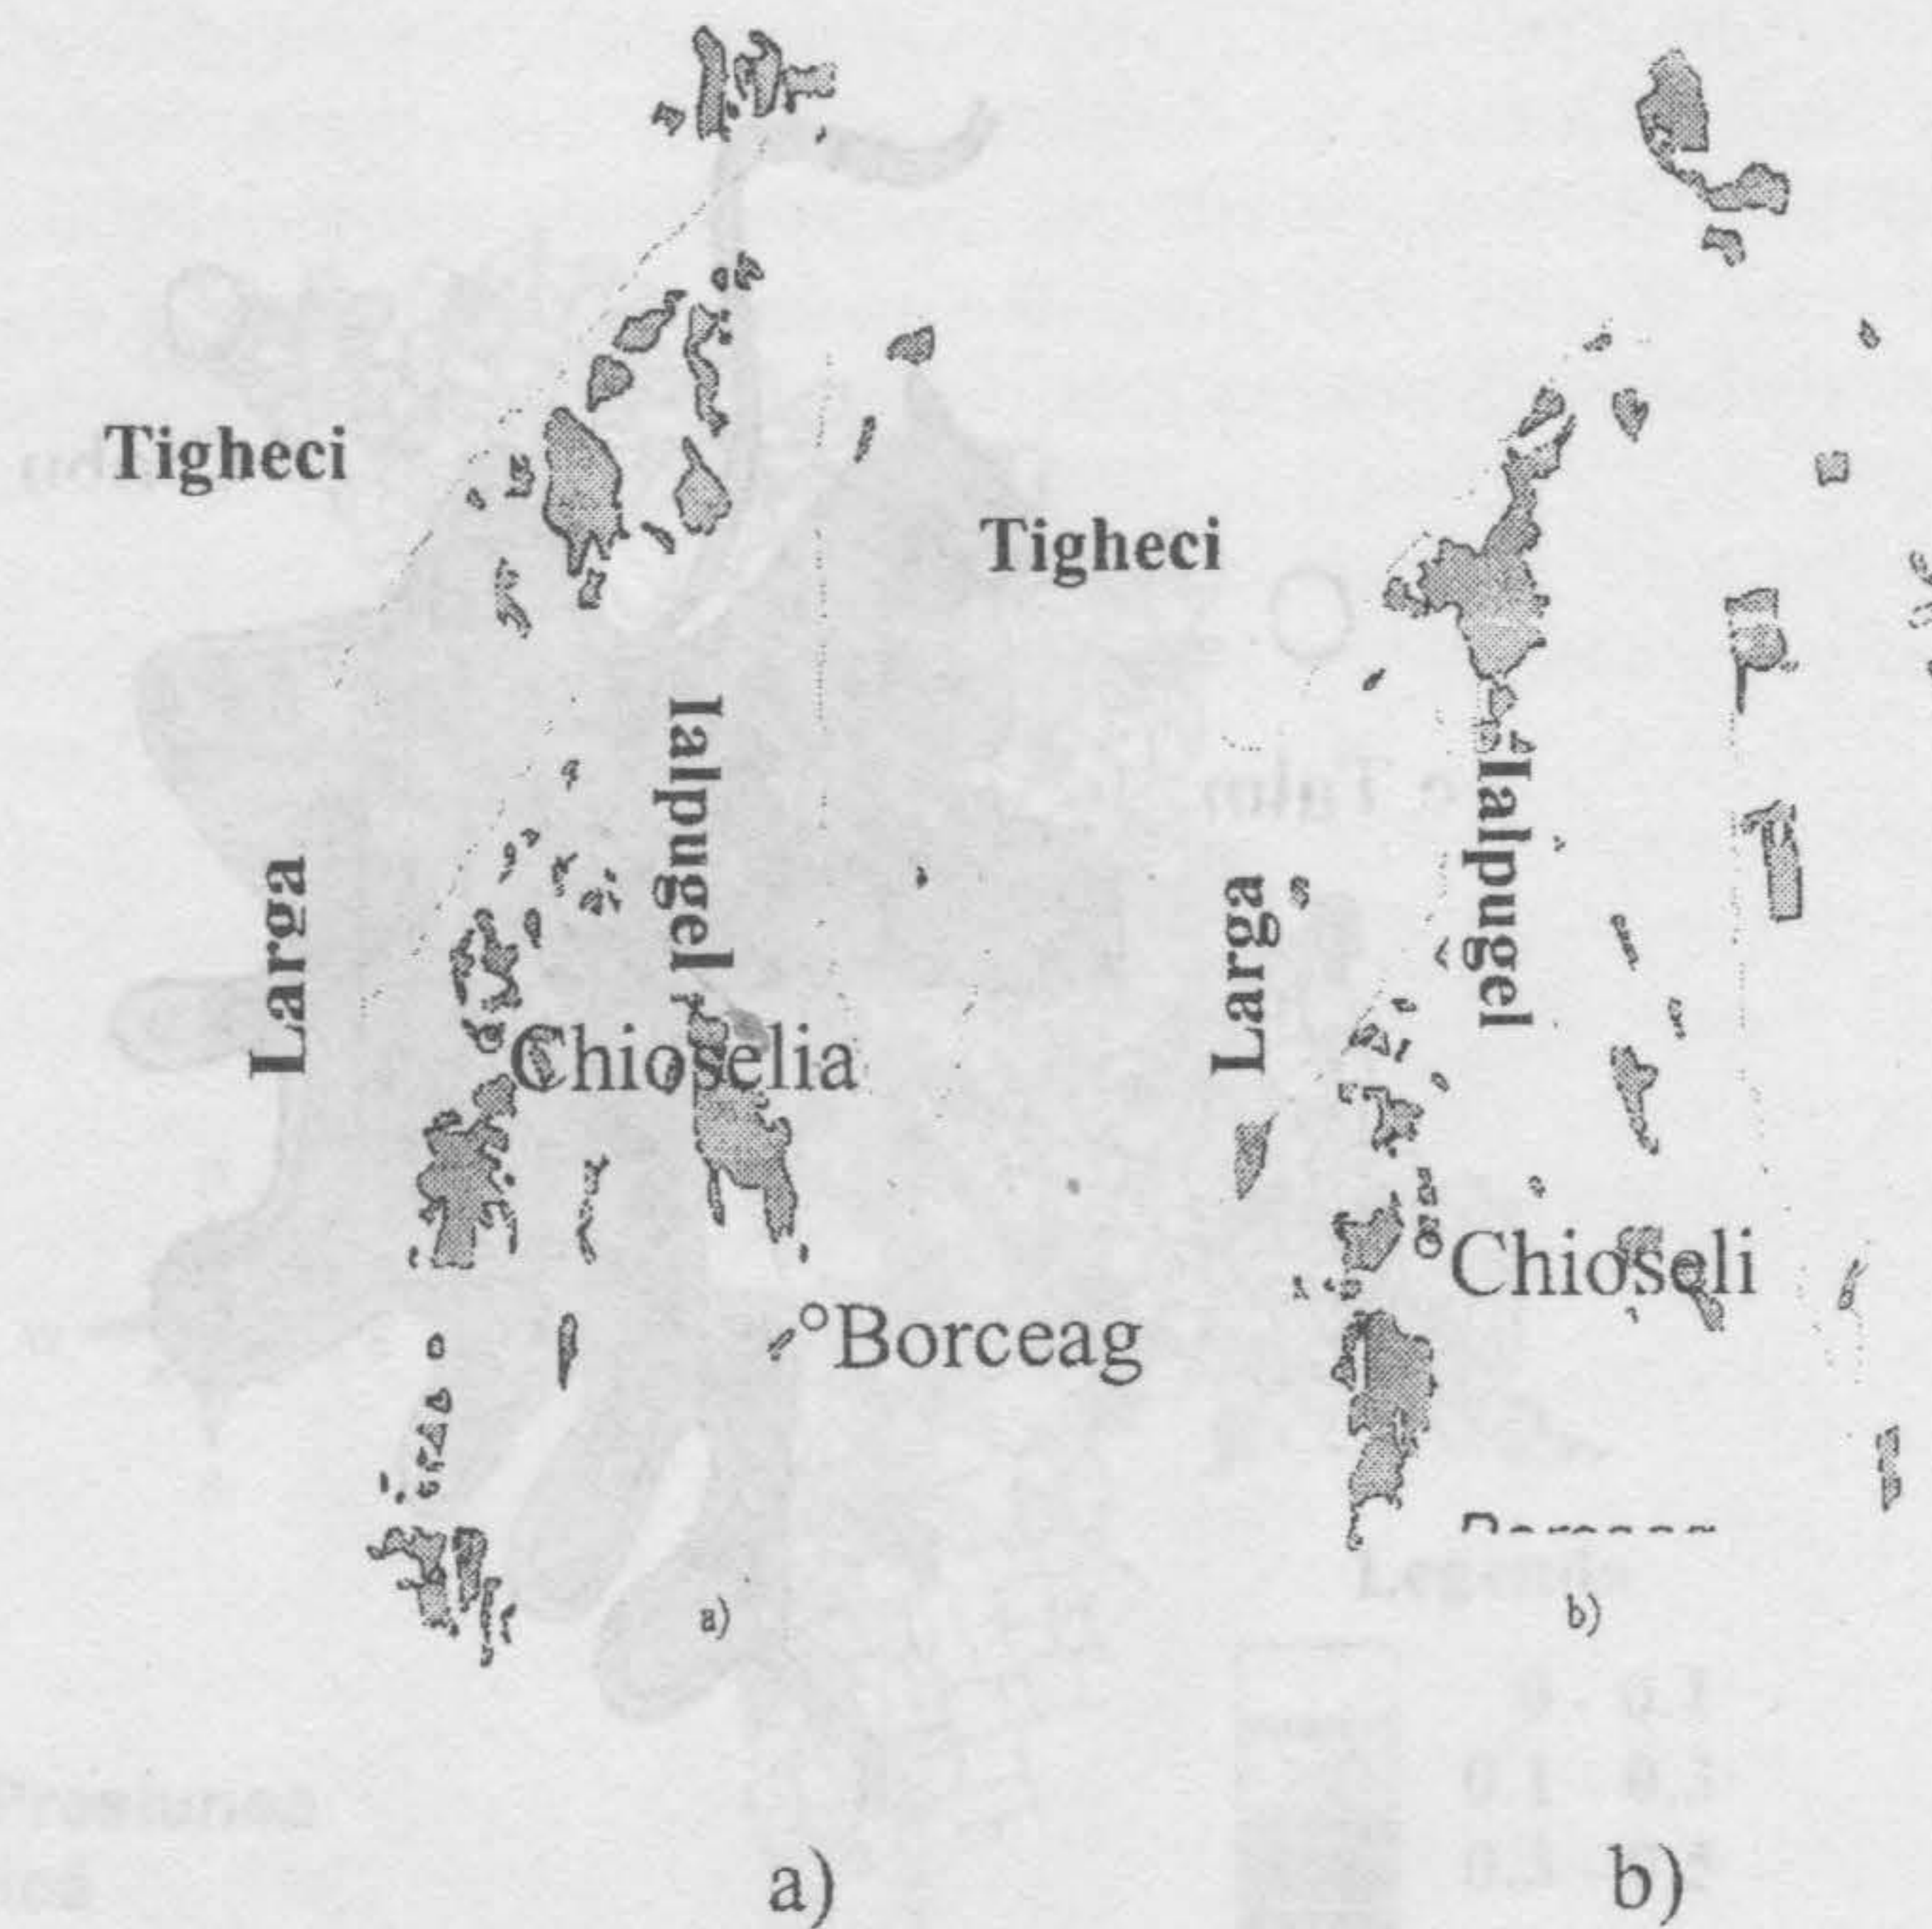 Tigheci
Larga
Ialpugel
Chioselia
Borceag
a)
Tigheci
Larga
Ialpugel
Chioseli
b)
a)
b)